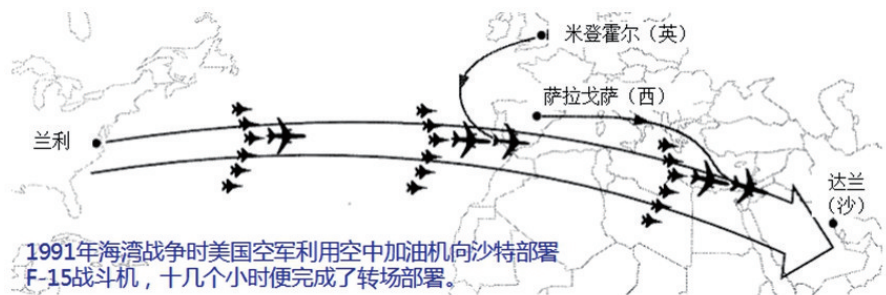 米登霍尔（英）
萨拉戈萨（西）
兰利
达兰
（沙）
1991年海湾战争时美国空军利用空中加油机向沙特部署
F-15战斗机，十几个小时便完成了转场部署。